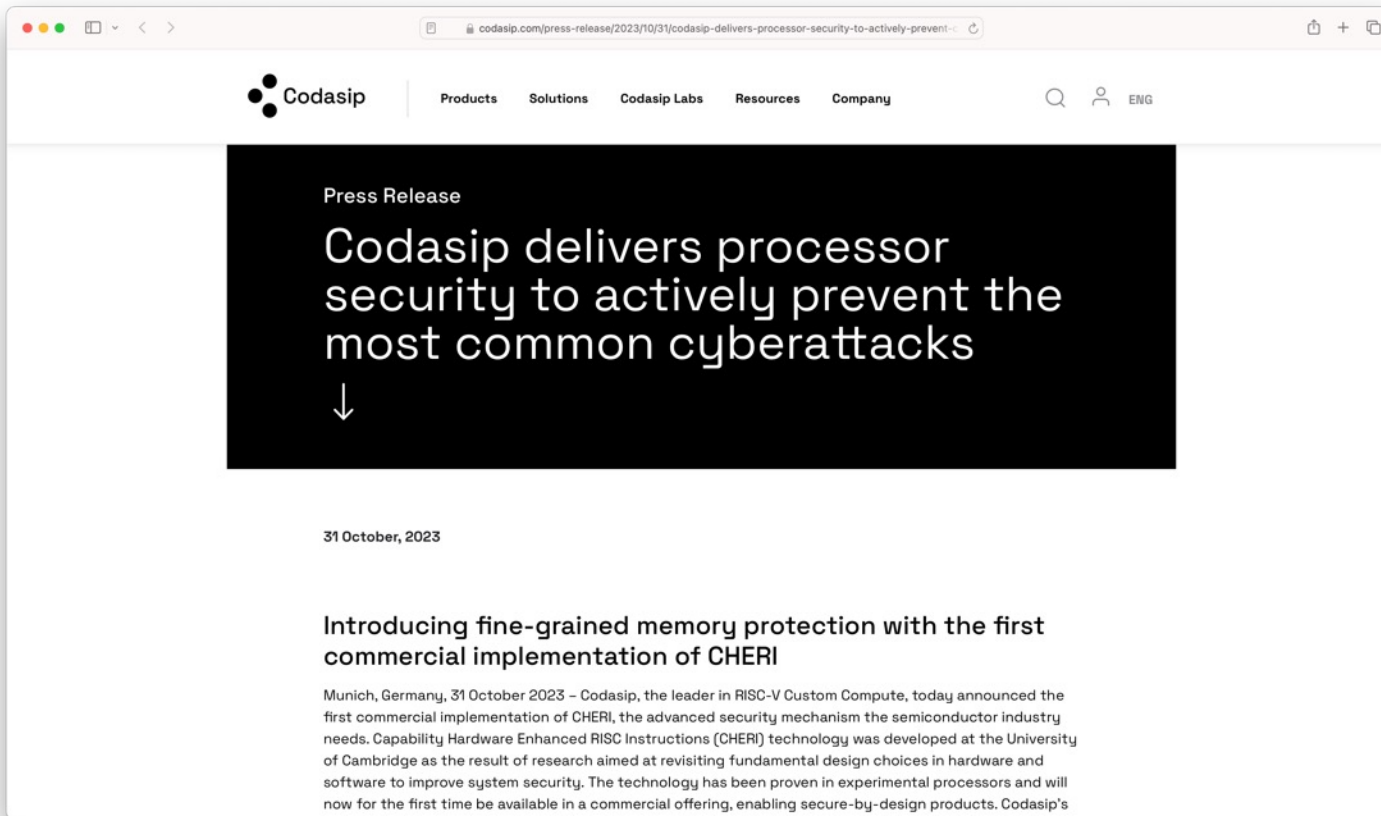 codasip.com/press-release/2023/10/31/codasip-delivers-processor-security-to-actively-prevent-
Codasip
Products
Solutions
Codasip Labs
Resources
Company
ENG
Press Release
Codasip delivers processor
security to actively prevent the
most common cyberattacks
31 October, 2023
Introducing fine-grained memory protection with the first
commercial implementation of CHERI
Munich, Germany, 31 October 2023 – Codasip, the leader in RISC-V Custom Compute, today announced the
first commercial implementation of CHERI, the advanced security mechanism the semiconductor industry
needs. Capability Hardware Enhanced RISC Instructions (CHERI) technology was developed at the University
of Cambridge as the result of research aimed at revisiting fundamental design choices in hardware and
software to improve system security. The technology has been proven in experimental processors and will
now for the first time be available in a commercial offering, enabling secure-by-design products. Codasip's